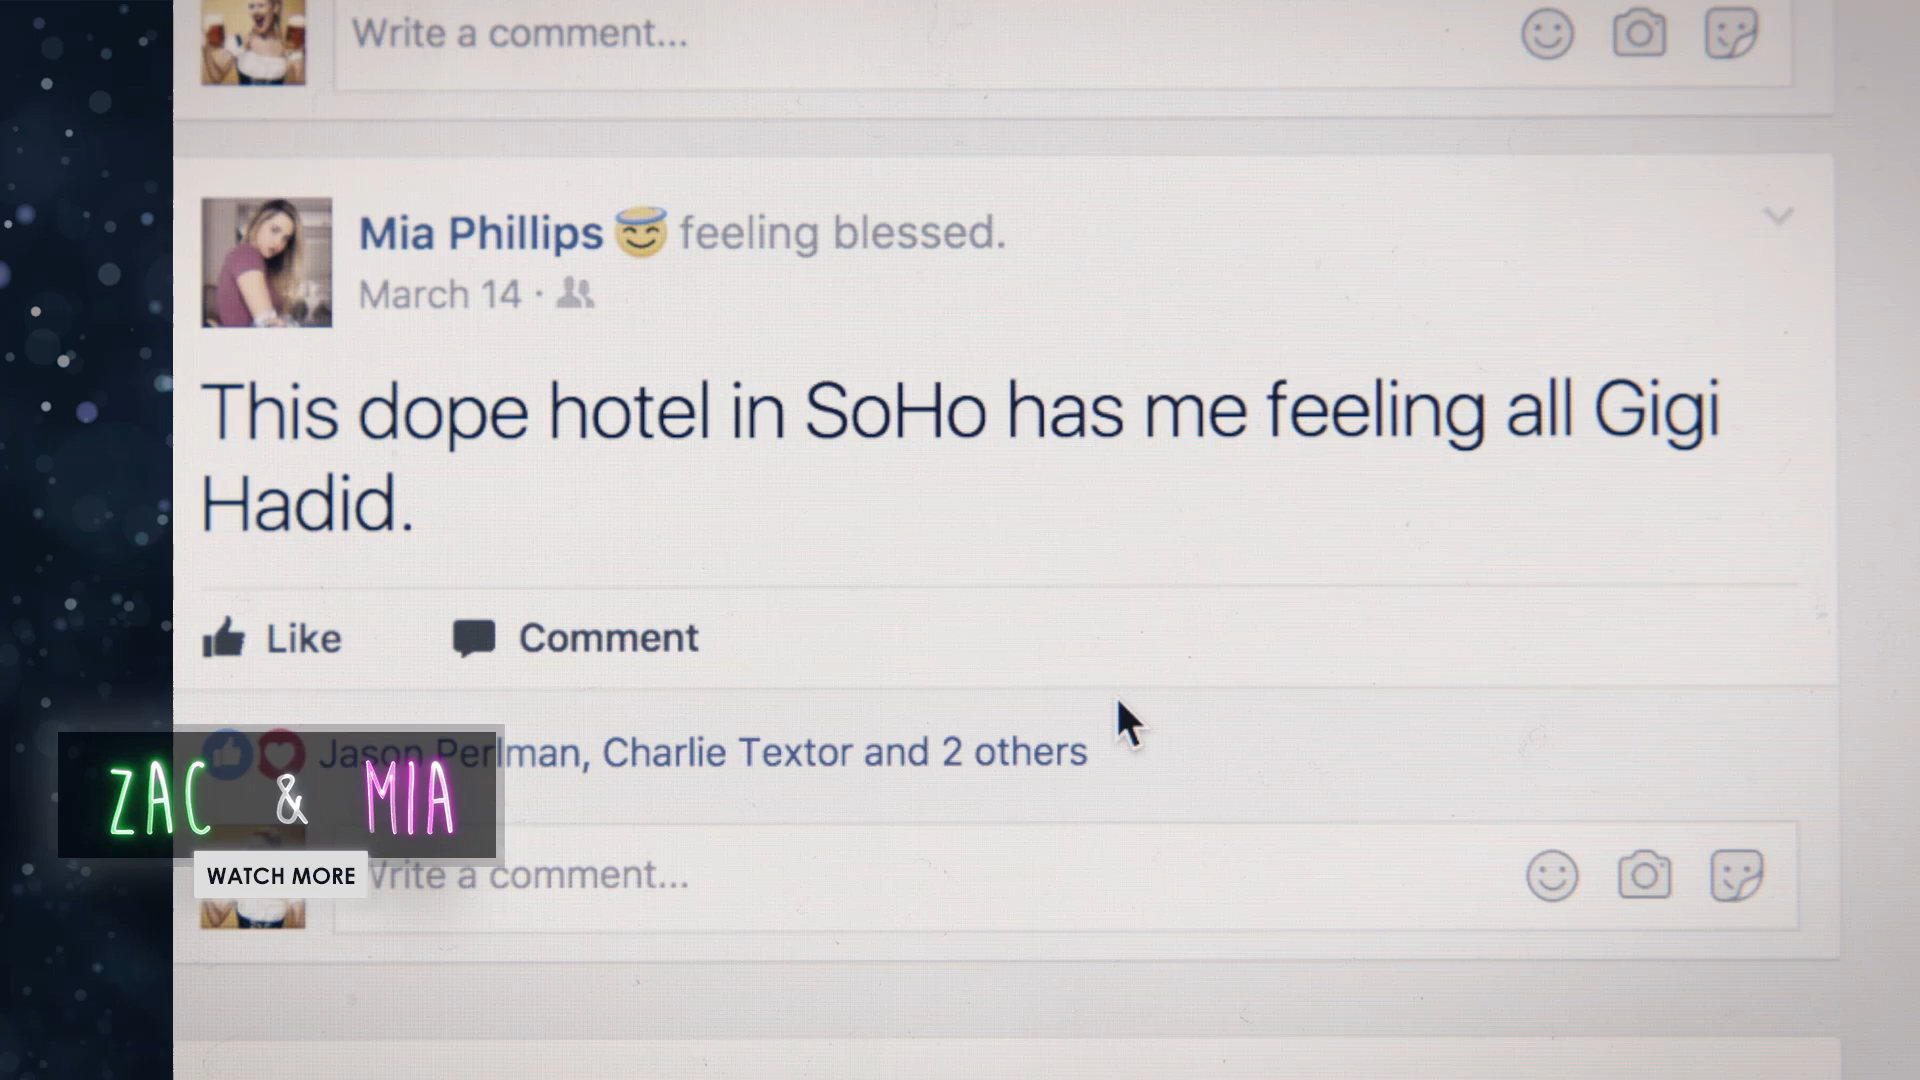 Write a comment...
Mia Phillips feeling blessed.
March 14 ·
This dope hotel in SoHo has me feeling all Gigi
Hadid.
Like Comment
Jason Perlman, Charlie Textor and 2 others
ZAC & MIA
Write a comment...
WATCH MORE